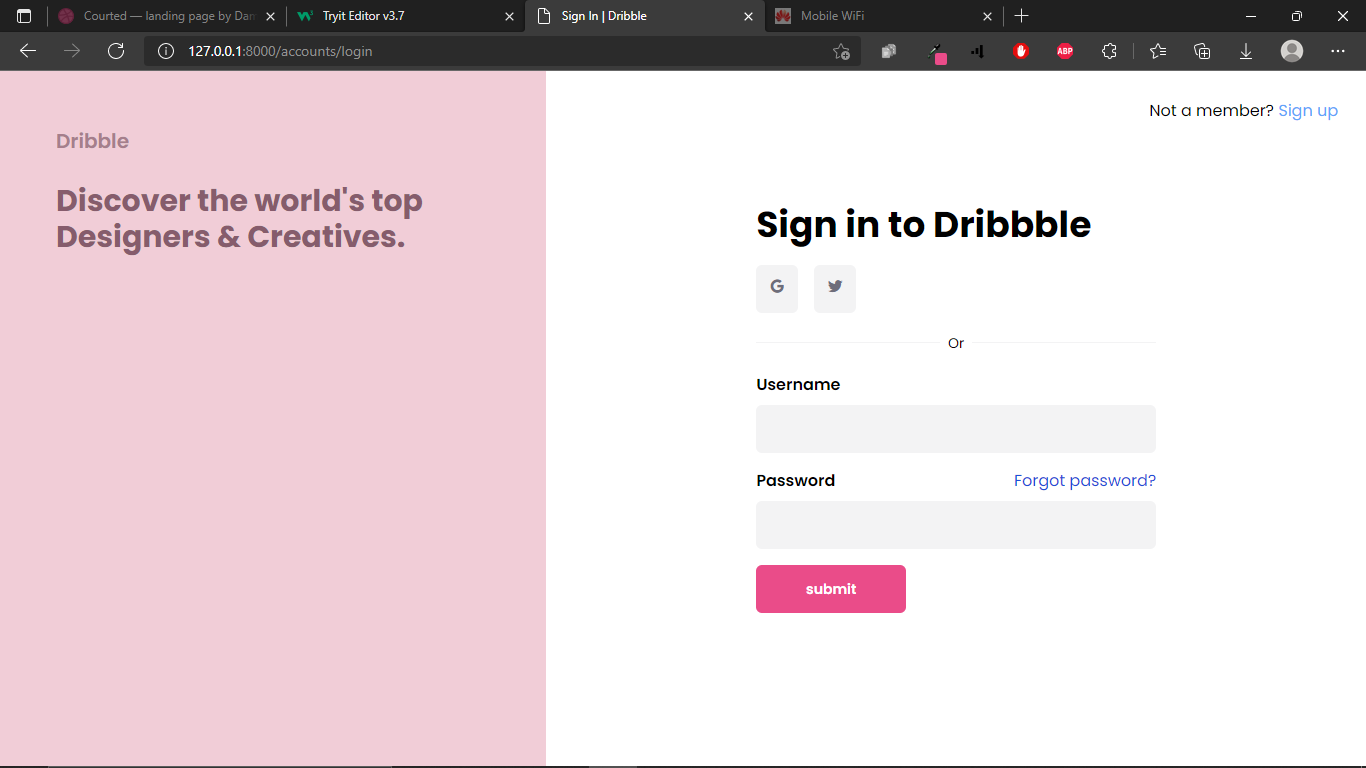 Courted — landing page by Dan
Tryit Editor v3.7
Sign In | Dribble
Mobile WiFi
127.0.0.1:8000/accounts/login
ABP
Not a member? Sign up
Dribble
Discover the world's top
Designers & Creatives.
Sign in to Dribbble
G
Or
Username
Password Forgot password?
submit